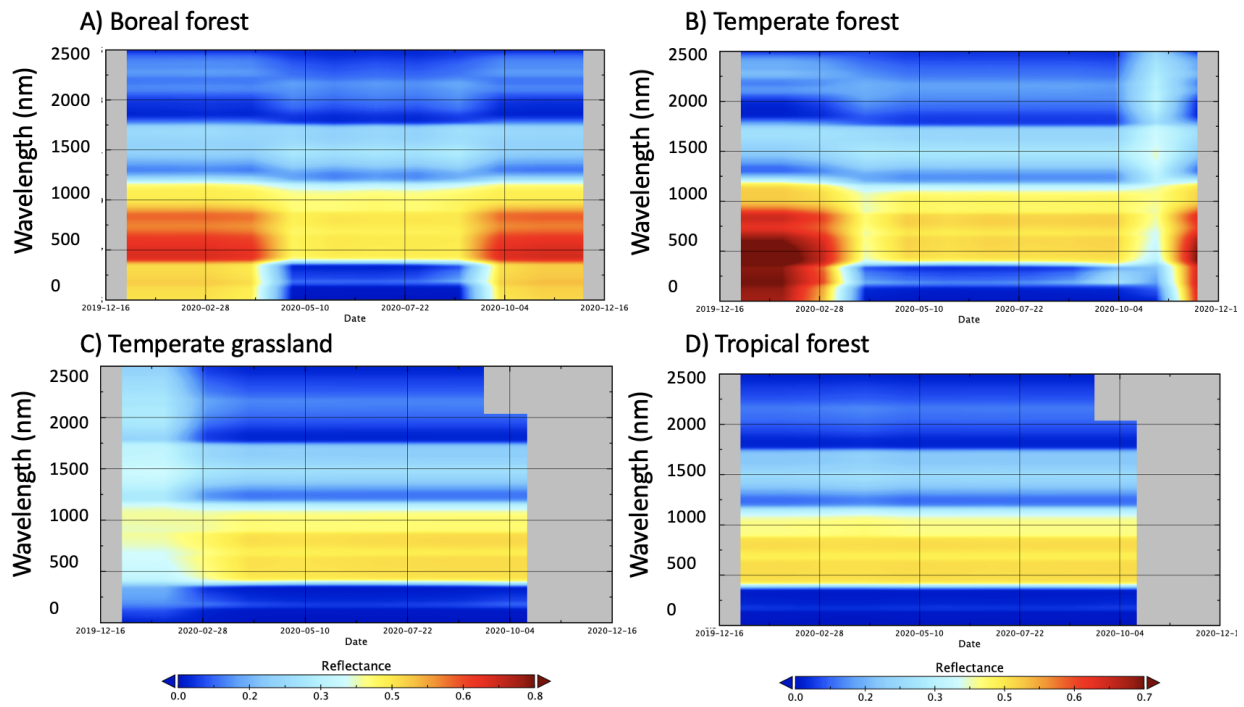 A) Boreal forest
B) Temperate forest
Wavelength (nm)
2500
2000
1500
1000
500
0
2019-12-16 2020-02-28 2020-05-10 2020-07-22 2020-10-04 2020-12-16
Date
Wavelength (nm)
2500
2000
1500
1000
500
0
2019-12-16 2020-02-28 2020-05-10 2020-07-22 2020-10-04 2020-12-1
Date
C) Temperate grassland
D) Tropical forest
Wavelength (nm)
2500
2000
1500
1000
500
0
2019-12-16 2020-02-28 2020-05-10 2020-07-22 2020-10-04 2020-12-16
Date
Wavelength (nm)
2500
2000
1500
1000
500
0
2019-12-16 2020-02-28 2020-05-10 2020-07-22 2020-10-04 2020-12-1
Date
Reflectance
0.0 0.2 0.3 0.5 0.6 0.8
Reflectance
0.0 0.2 0.3 0.5 0.6 0.7